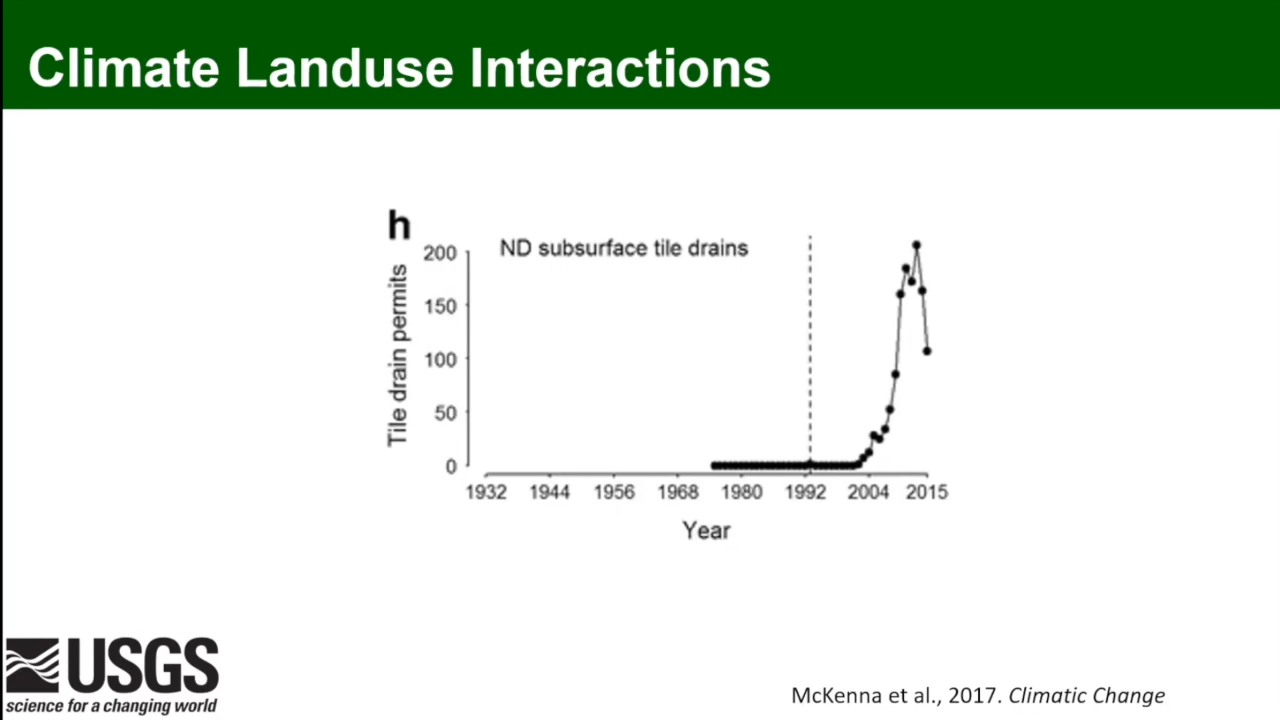 Climate Landuse Interactions
h
ND subsurface tile drains
Tile drain permits
200
150
100
50
0
1932 1944 1956 1968 1980 1992 2004 2015
Year
USGS
science for a changing world
McKenna et al., 2017. Climatic Change